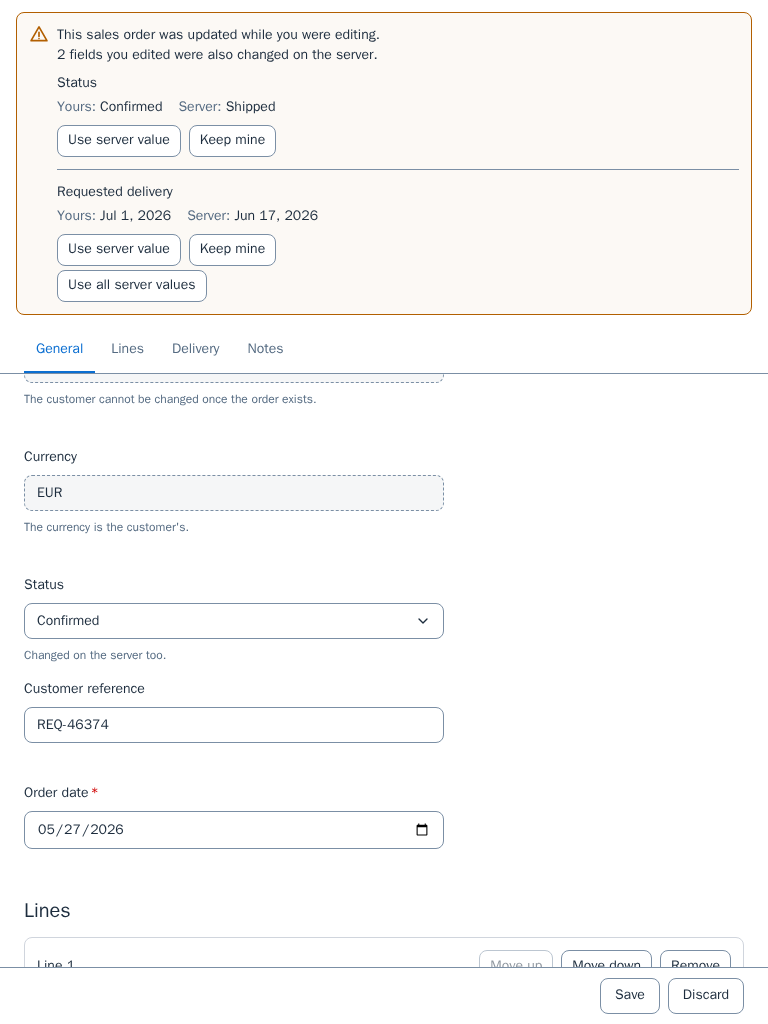 This sales order was updated while you were editing.
2 fields you edited were also changed on the server.
Status
Yours: Confirmed Server: Shipped
Use server value Keep mine
Requested delivery
Yours: Jul 1, 2026 Server: Jun 17, 2026
Use server value Keep mine
Use all server values
General Lines Delivery Notes
The customer cannot be changed once the order exists.
Currency
EUR
The currency is the customer's.
Status
Confirmed
Changed on the server too.
Customer reference
REQ-46374
Order date *
05/27/2026
Lines
Line 1 Move up Move down Remove
Save Discard